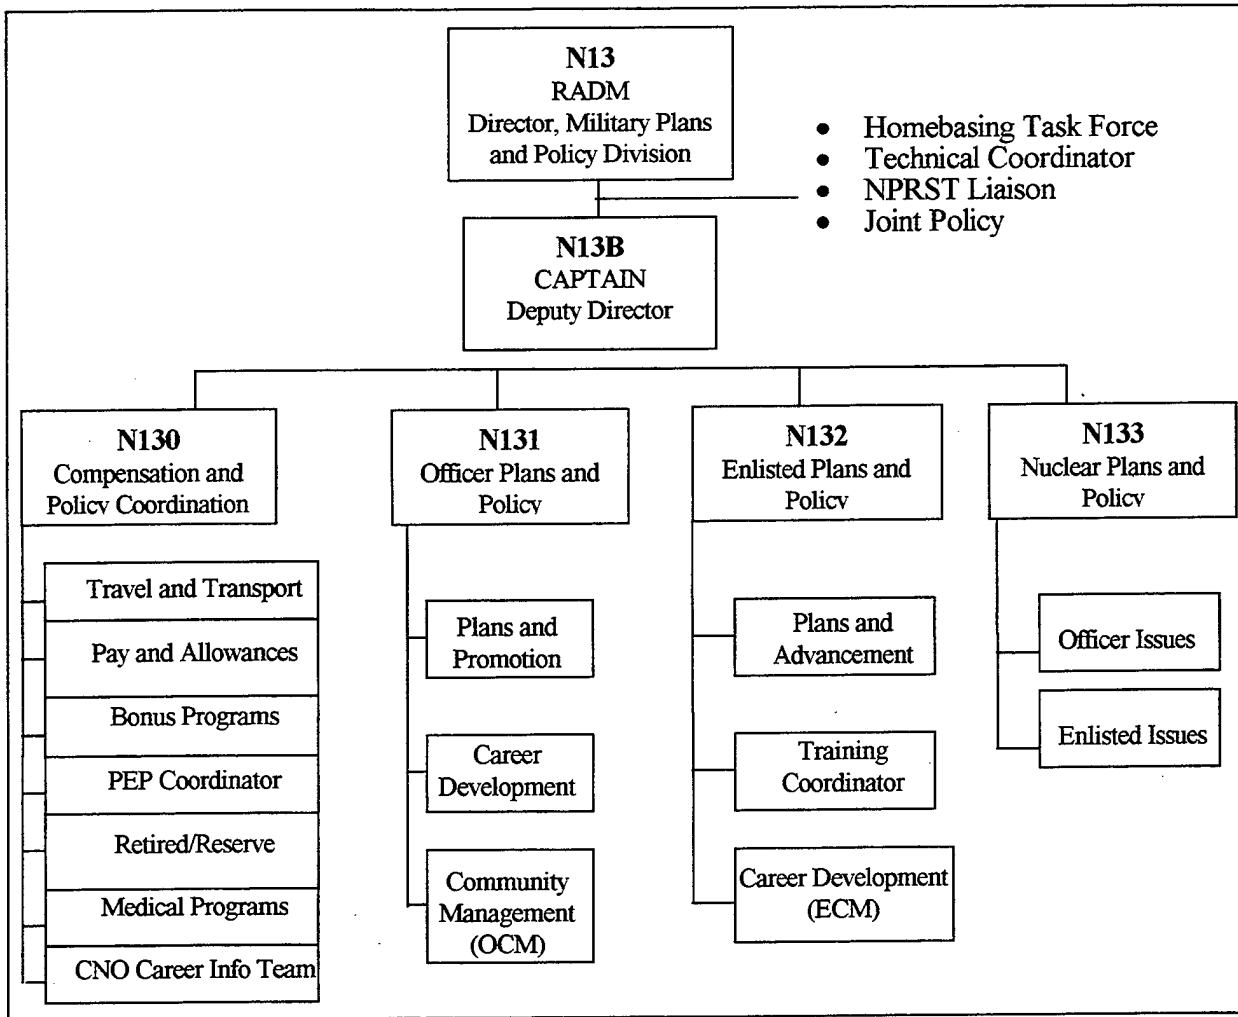 N13
RADM
Director, Military Plans
and Policy Division
• Homebasing Task Force
• Technical Coordinator
• NPRST Liaison
• Joint Policy
N13B
CAPTAIN
Deputy Director
N130
Compensation and
Policy Coordination
N131
Officer Plans and
Policy
N132
Enlisted Plans and
Policy
N133
Nuclear Plans and
Policy
Travel and Transport
Pay and Allowances
Bonus Programs
PEP Coordinator
Retired/Reserve
Medical Programs
CNO Career Info Team
Plans and
Promotion
Career
Development
Community
Management
(OCM)
Plans and
Advancement
Training
Coordinator
Career Development
(ECM)
Officer Issues
Enlisted Issues